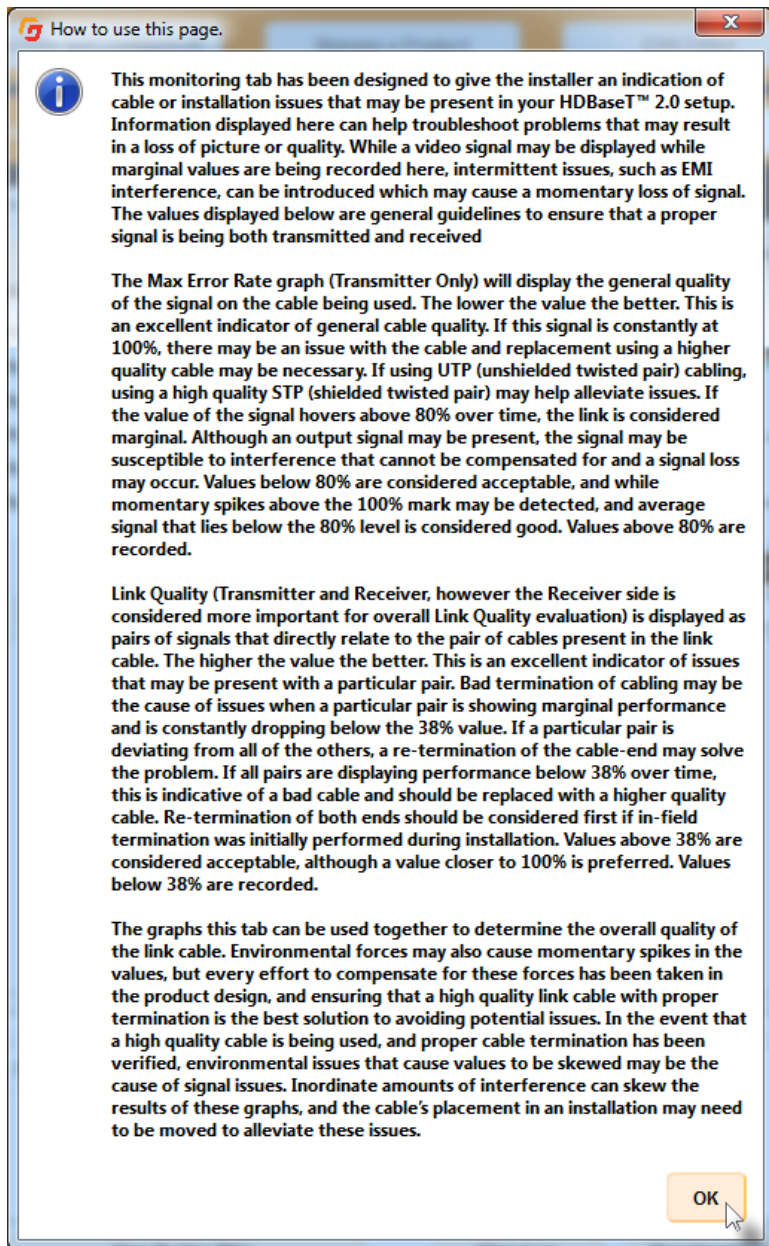 How to use this page.
This monitoring tab has been designed to give the installer an indication of
cable or installation issues that may be present in your HDBaseT™ 2.0 setup.
Information displayed here can help troubleshoot problems that may result
in a loss of picture or quality. While a video signal may be displayed while
marginal values are being recorded here, intermittent issues, such as EMI
interference, can be introduced which may cause a momentary loss of signal.
The values displayed below are general guidelines to ensure that a proper
signal is being both transmitted and received
The Max Error Rate graph (Transmitter Only) will display the general quality
of the signal on the cable being used. The lower the value the better. This is
an excellent indicator of general cable quality. If this signal is constantly at
100%, there may be an issue with the cable and replacement using a higher
quality cable may be necessary. If using UTP (unshielded twisted pair) cabling,
using a high quality STP (shielded twisted pair) may help alleviate issues. If
the value of the signal hovers above 80% over time, the link is considered
marginal. Although an output signal may be present, the signal may be
susceptible to interference that cannot be compensated for and a signal loss
may occur. Values below 80% are considered acceptable, and while
momentary spikes above the 100% mark may be detected, and average
signal that lies below the 80% level is considered good. Values above 80% are
recorded.
Link Quality (Transmitter and Receiver, however the Receiver side is
considered more important for overall Link Quality evaluation) is displayed as
pairs of signals that directly relate to the pair of cables present in the link
cable. The higher the value the better. This is an excellent indicator of issues
that may be present with a particular pair. Bad termination of cabling may be
the cause of issues when a particular pair is showing marginal performance
and is constantly dropping below the 38% value. If a particular pair is
deviating from all of the others, a re-termination of the cable-end may solve
the problem. If all pairs are displaying performance below 38% over time,
this is indicative of a bad cable and should be replaced with a higher quality
cable. Re-termination of both ends should be considered first if in-field
termination was initially performed during installation. Values above 38% are
considered acceptable, although a value closer to 100% is preferred. Values
below 38% are recorded.
The graphs this tab can be used together to determine the overall quality of
the link cable. Environmental forces may also cause momentary spikes in the
values, but every effort to compensate for these forces has been taken in
the product design, and ensuring that a high quality link cable with proper
termination is the best solution to avoiding potential issues. In the event that
a high quality cable is being used, and proper cable termination has been
verified, environmental issues that cause values to be skewed may be the
cause of signal issues. Inordinate amounts of interference can skew the
results of these graphs, and the cable's placement in an installation may need
to be moved to alleviate these issues.
OK